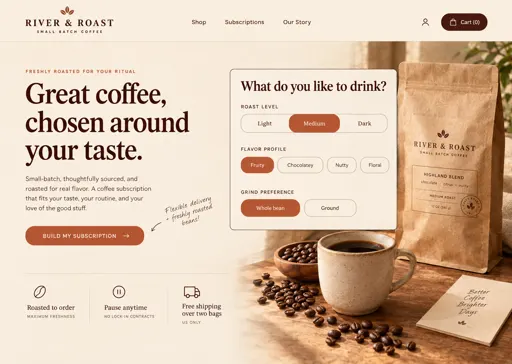 RIVER & ROAST
SMALL BATCH COFFEE
Shop
Subscriptions
Our Story
Cart (0)
FRESHLY ROASTED FOR YOUR RITUAL
Great coffee,
chosen around
your taste.
Small-batch, thoughtfully sourced, and
roasted for real flavor. A coffee subscription
that fits your taste, your routine, and your
love of the good stuff.
BUILD MY SUBSCRIPTION →
Flexible delivery
+ freshly roasted
beans!
What do you like to drink?
ROAST LEVEL
Light
Medium
Dark
FLAVOR PROFILE
Fruity
Chocolatey
Nutty
Floral
GRIND PREFERENCE
Whole bean
Ground
Roasted to order
MAXIMUM FRESHNESS
Pause anytime
NO LOCK-IN CONTRACTS
Free shipping
over two bags
US ONLY
RIVER & ROAST
SMALL BATCH COFFEE
HIGHLAND BLEND
MEDIUM ROAST
Better
Coffee
Brighter
Days